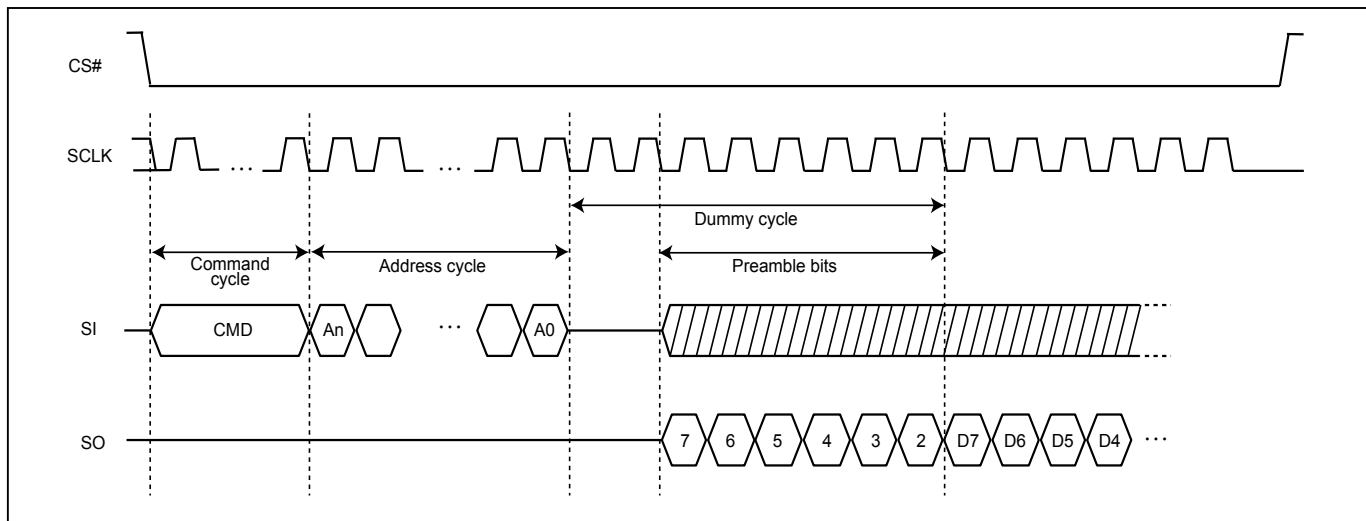 CS#
SCLK
...
...
Dummy cycle
Command cycle
Address cycle
Preamble bits
SI
CMD
An
...
A0
SO
7 6 5 4 3 2 D7 D6 D5 D4 ...